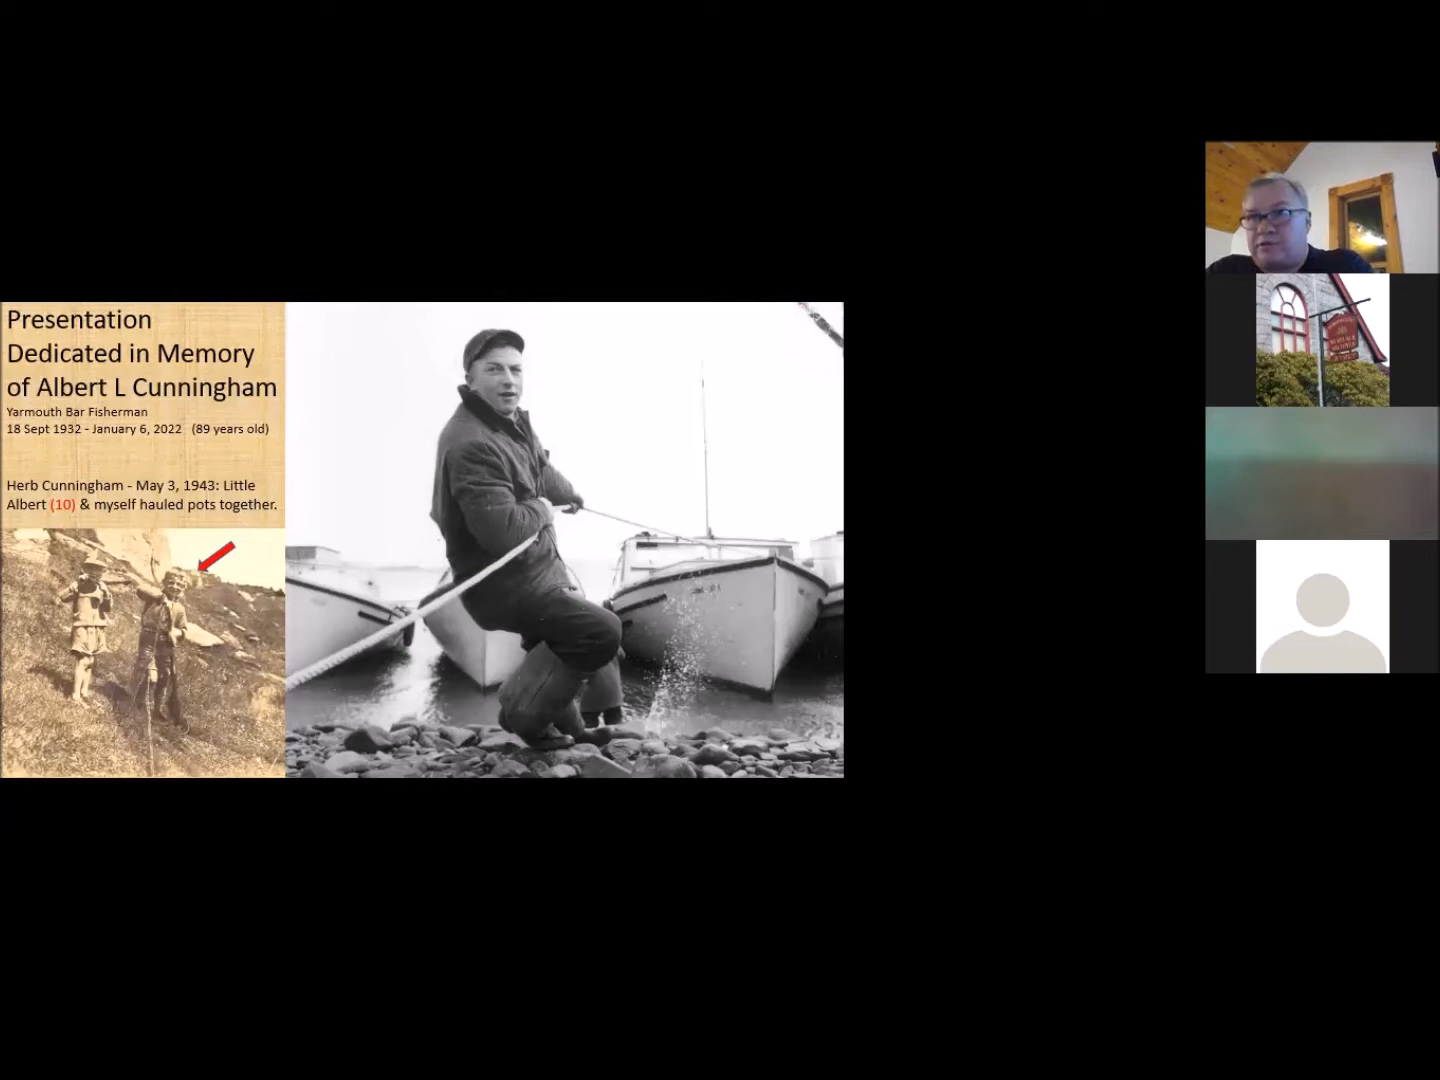 Presentation
Dedicated in Memory
of Albert L Cunningham
Yarmouth Bar Fisherman
18 Sept 1932 - January 6, 2022 (89 years old)
Herb Cunningham - May 3, 1943: Little
Albert (10) & myself hauled pots together.